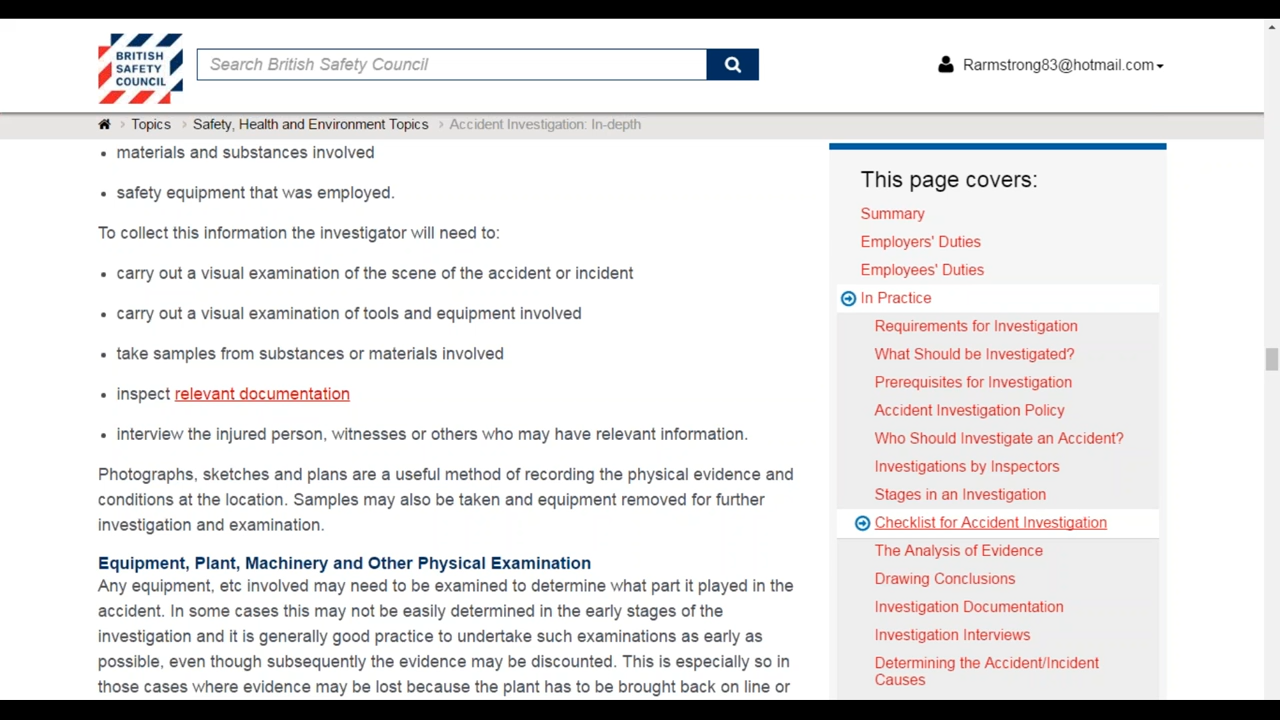 BRITISH
SAFETY
COUNCIL
Search British Safety Council
Rarmstrong83@hotmail.com
Topics > Safety, Health and Environment Topics > Accident Investigation: In-depth
• materials and substances involved
• safety equipment that was employed.
To collect this information the investigator will need to:
• carry out a visual examination of the scene of the accident or incident
• carry out a visual examination of tools and equipment involved
• take samples from substances or materials involved
• inspect relevant documentation
• interview the injured person, witnesses or others who may have relevant information.
Photographs, sketches and plans are a useful method of recording the physical evidence and
conditions at the location. Samples may also be taken and equipment removed for further
investigation and examination.
Equipment, Plant, Machinery and Other Physical Examination
Any equipment, etc involved may need to be examined to determine what part it played in the
accident. In some cases this may not be easily determined in the early stages of the
investigation and it is generally good practice to undertake such examinations as early as
possible, even though subsequently the evidence may be discounted. This is especially so in
those cases where evidence may be lost because the plant has to be brought back on line or
This page covers:
Summary
Employers' Duties
Employees' Duties
In Practice
Requirements for Investigation
What Should be Investigated?
Prerequisites for Investigation
Accident Investigation Policy
Who Should Investigate an Accident?
Investigations by Inspectors
Stages in an Investigation
Checklist for Accident Investigation
The Analysis of Evidence
Drawing Conclusions
Investigation Documentation
Investigation Interviews
Determining the Accident/Incident
Causes